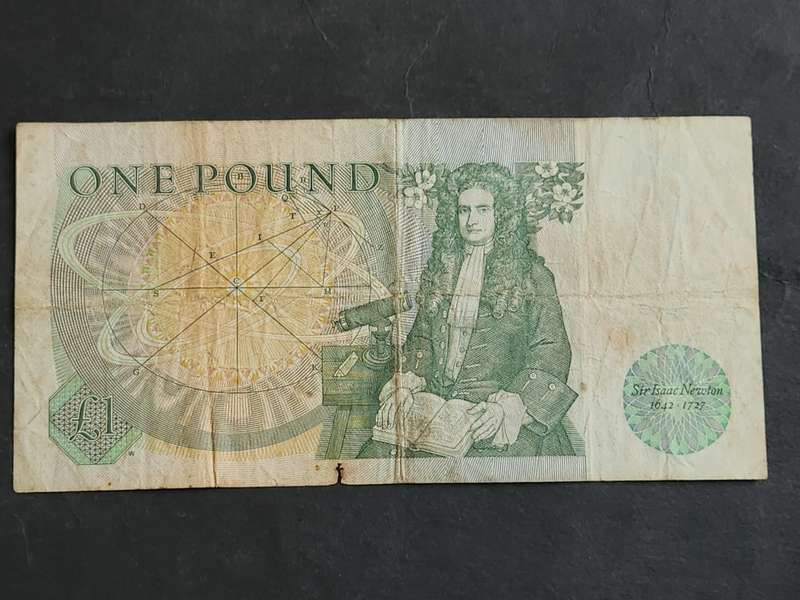 ONE POUND
D
B
R
Q
T
L
V
Z
E
I
S
C
F
M
G
K
£1
W
Sir Isaac Newton
1642-1727